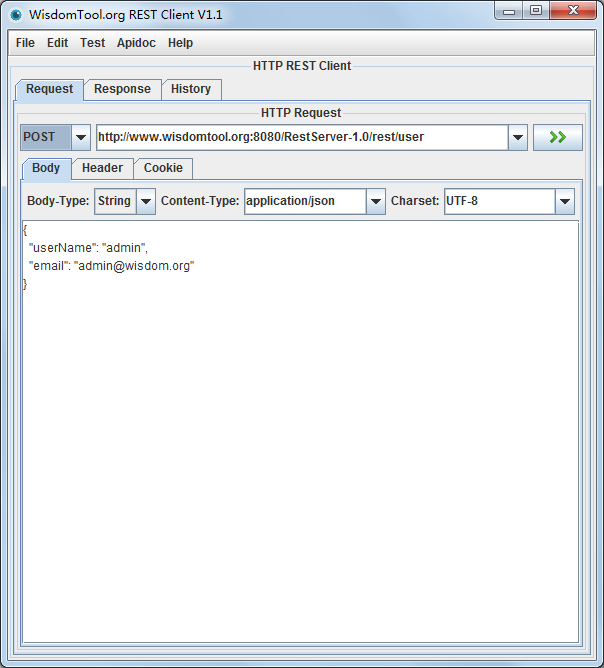 WisdomTool.org REST Client V1.1
File Edit Test Apidoc Help
HTTP REST Client
Request Response History
HTTP Request
POST http://www.wisdomtool.org:8080/RestServer-1.0/rest/user
Body Header Cookie
Body-Type: String Content-Type: application/json Charset: UTF-8
{
"userName": "admin",
"email": "admin@wisdom.org"
}